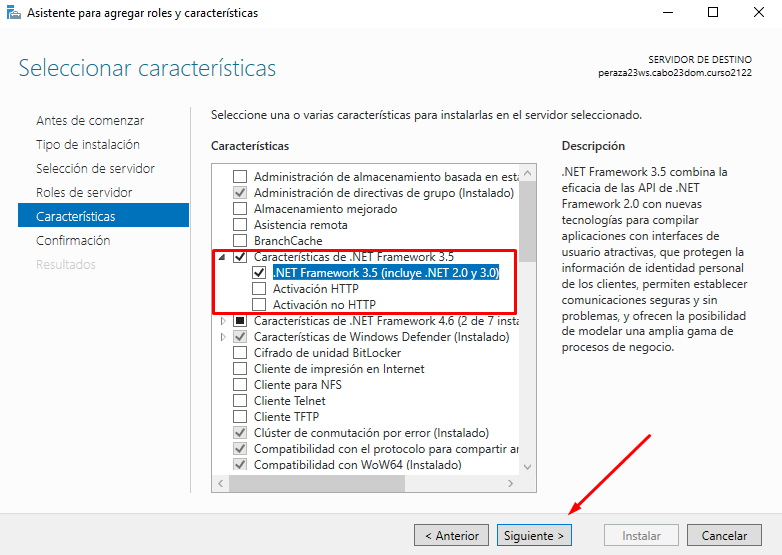 Asistente para agregar roles y características
Seleccionar características
SERVIDOR DE DESTINO
peraza23ws.cabo23dom.curso2122
Antes de comenzar
Tipo de instalación
Selección de servidor
Roles de servidor
Características
Confirmación
Resultados
Seleccione una o varias características para instalarlas en el servidor seleccionado.
Características
Administración de almacenamiento basada en está
Administración de directivas de grupo (Instalado)
Almacenamiento mejorado
Asistencia remota
BranchCache
Características de .NET Framework 3.5
.NET Framework 3.5 (incluye .NET 2.0 y 3.0)
Activación HTTP
Activación no HTTP
Características de .NET Framework 4.6 (2 de 7 insta
Características de Windows Defender (Instalado)
Cifrado de unidad BitLocker
Cliente de impresión en Internet
Cliente para NFS
Cliente Telnet
Cliente TFTP
Clúster de conmutación por error (Instalado)
Compatibilidad con el protocolo para compartir ar
Compatibilidad con WoW64 (Instalado)
Descripción
.NET Framework 3.5 combina la
eficacia de las API de .NET
Framework 2.0 con nuevas
tecnologías para compilar
aplicaciones con interfaces de
usuario atractivas, que protegen la
información de identidad personal
de los clientes, permiten establecer
comunicaciones seguras y sin
problemas, y ofrecen la posibilidad
de modelar una amplia gama de
procesos de negocio.
< Anterior
Siguiente >
Instalar
Cancelar